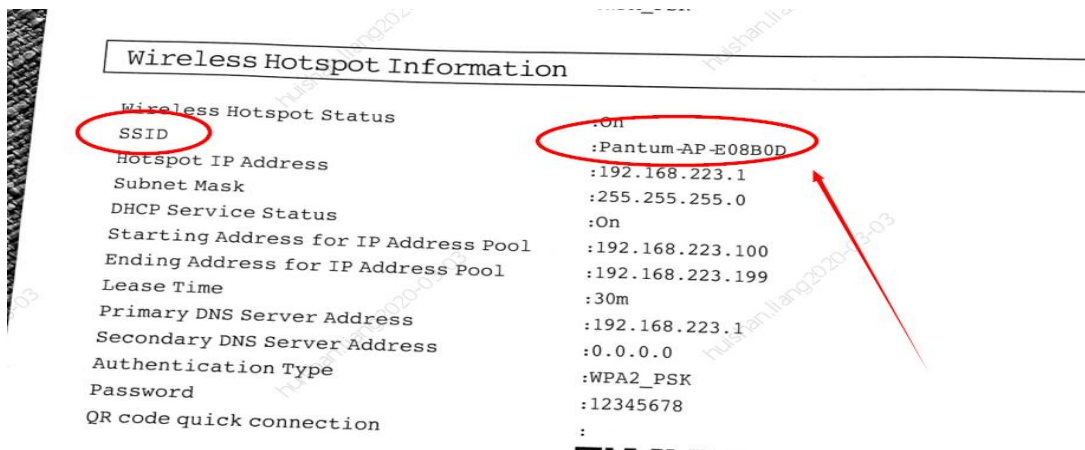 Wireless Hotspot Information
Wireless Hotspot Status :On
SSID :Pantum-AP-E08B0D
Hotspot IP Address :192.168.223.1
Subnet Mask :255.255.255.0
DHCP Service Status :On
Starting Address for IP Address Pool :192.168.223.100
Ending Address for IP Address Pool :192.168.223.199
Lease Time :30m
Primary DNS Server Address :192.168.223.1
Secondary DNS Server Address :0.0.0.0
Authentication Type :WPA2_PSK
Password :12345678
QR code quick connection :
huishan.liang2020-03-03